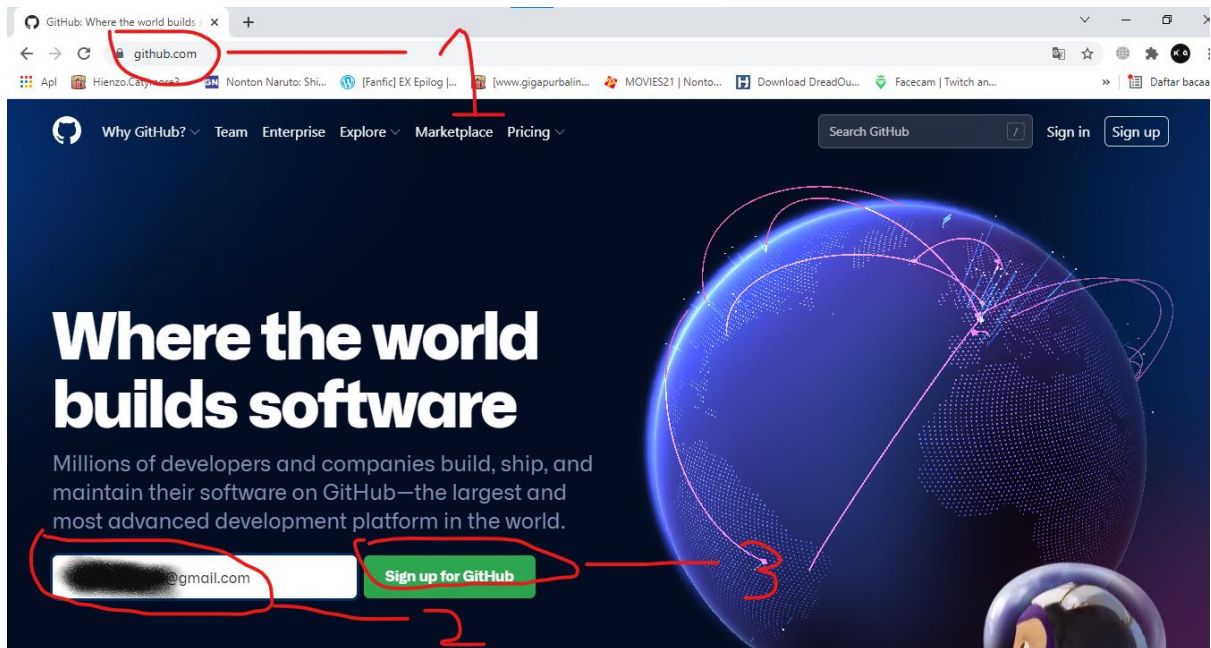 GitHub: Where the world builds s
github.com
1
Apl Hienzo.Cat Nonton Naruto: Shi... [Fanfic] EX Epilog |... [www.gigapurbalin... MOVIES21 | Nonto... Download DreadOu... Facecam | Twitch an... » Daftar bacaa
Why GitHub? Team Enterprise Explore Marketplace Pricing Search GitHub / Sign in Sign up
Where the world
builds software
Millions of developers and companies build, ship, and
maintain their software on GitHub—the largest and
most advanced development platform in the world.
@gmail.com Sign up for GitHub 3
2